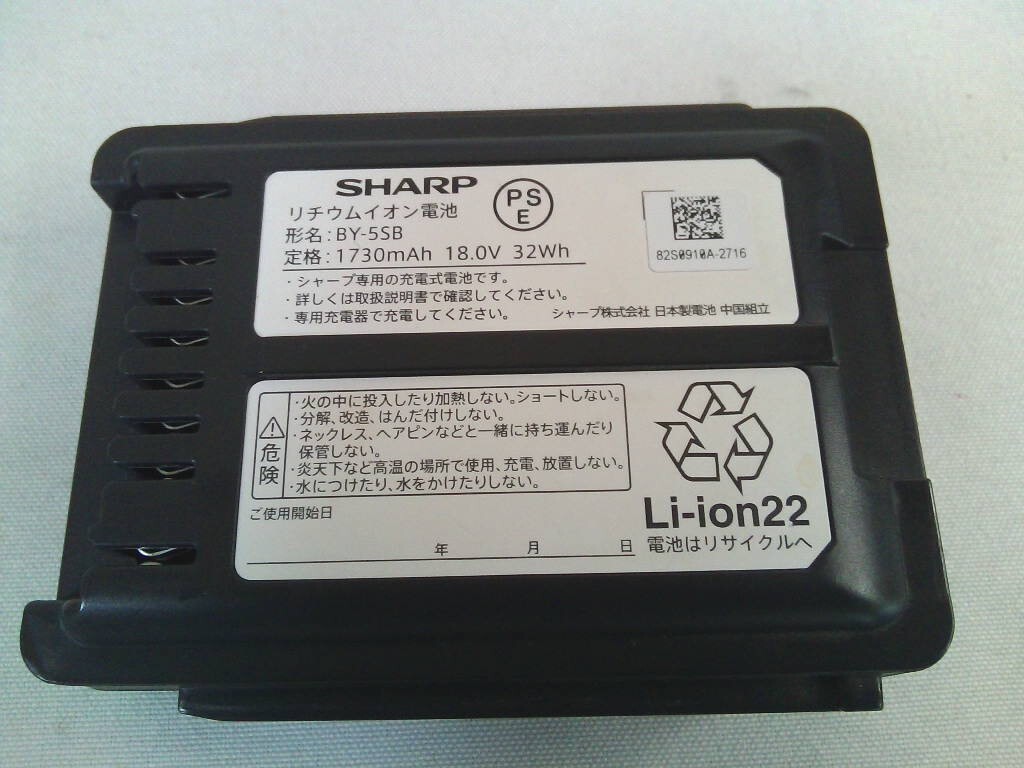 SHARP
PS
E
リチウムイオン電池
形名:BY-5SB
定格:1730mAh 18.0V 32Wh
82S0910A-2716
・シャープ専用の充電式電池です。
・詳しくは取扱説明書で確認してください。
・専用充電器で充電してください。
シャープ株式会社 日本製電池 中国組立
危険
・火の中に投入したり加熱しない。ショートしない。
・分解、改造、はんだ付けしない。
・ネックレス、ヘアピンなどと一緒に持ち運んだり
保管しない。
・炎天下など高温の場所で使用、充電、放置しない。
・水につけたり、水をかけたりしない。
ご使用開始日
年 月 日
Li-ion22
電池はリサイクルへ